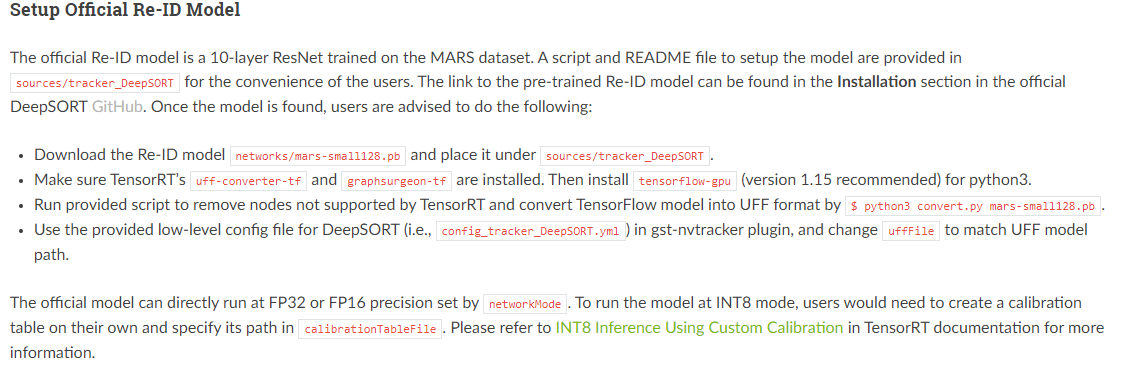 Setup Official Re-ID Model
The official Re-ID model is a 10-layer ResNet trained on the MARS dataset. A script and README file to setup the model are provided in
sources/tracker_DeepSORT for the convenience of the users. The link to the pre-trained Re-ID model can be found in the Installation section in the official
DeepSORT GitHub. Once the model is found, users are advised to do the following:
• Download the Re-ID model networks/mars-small128.pb and place it under sources/tracker_DeepSORT.
• Make sure TensorRT's uff-converter-tf and graphsurgeon-tf are installed. Then install tensorflow-gpu (version 1.15 recommended) for python3.
• Run provided script to remove nodes not supported by TensorRT and convert TensorFlow model into UFF format by $ python3 convert.py mars-small128.pb.
• Use the provided low-level config file for DeepSORT (i.e., config_tracker_DeepSORT.yml) in gst-nvtracker plugin, and change uffFile to match UFF model
path.
The official model can directly run at FP32 or FP16 precision set by networkMode. To run the model at INT8 mode, users would need to create a calibration
table on their own and specify its path in calibrationTableFile. Please refer to INT8 Inference Using Custom Calibration in TensorRT documentation for more
information.